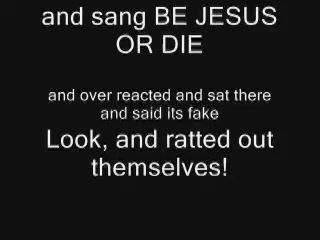 and sang BE JESUS
OR DIE
and over reacted and sat there
and said its fake
Look, and ratted out
themselves!